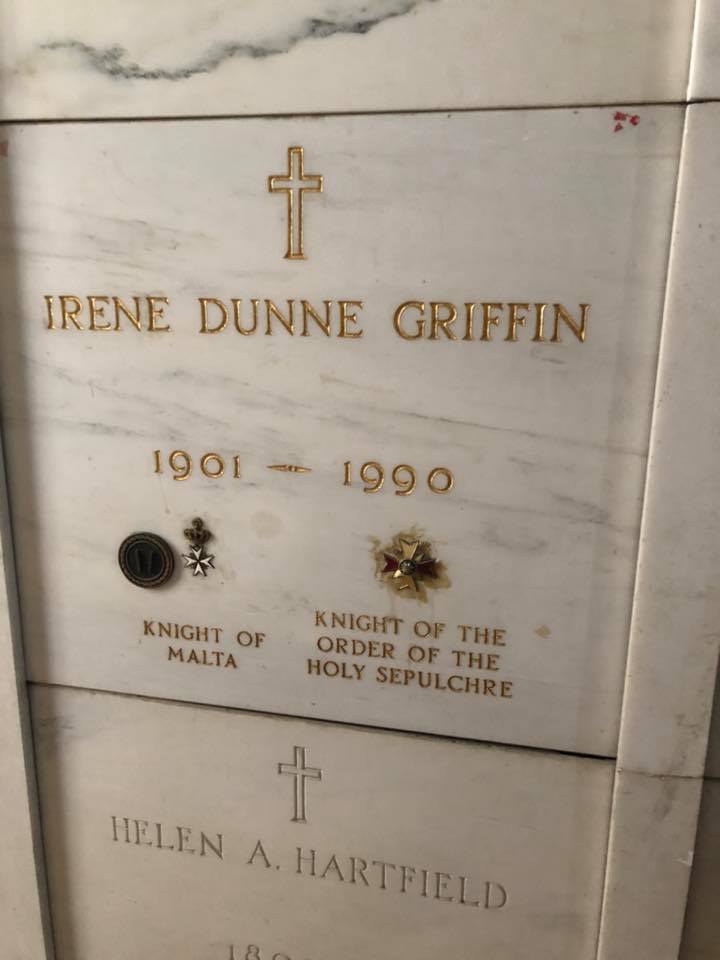 IRENE DUNNE GRIFFIN
1901 – 1990
KNIGHT OF
MALTA
KNIGHT OF THE
ORDER OF THE
HOLY SEPULCHRE
HELEN A. HARTFIELD